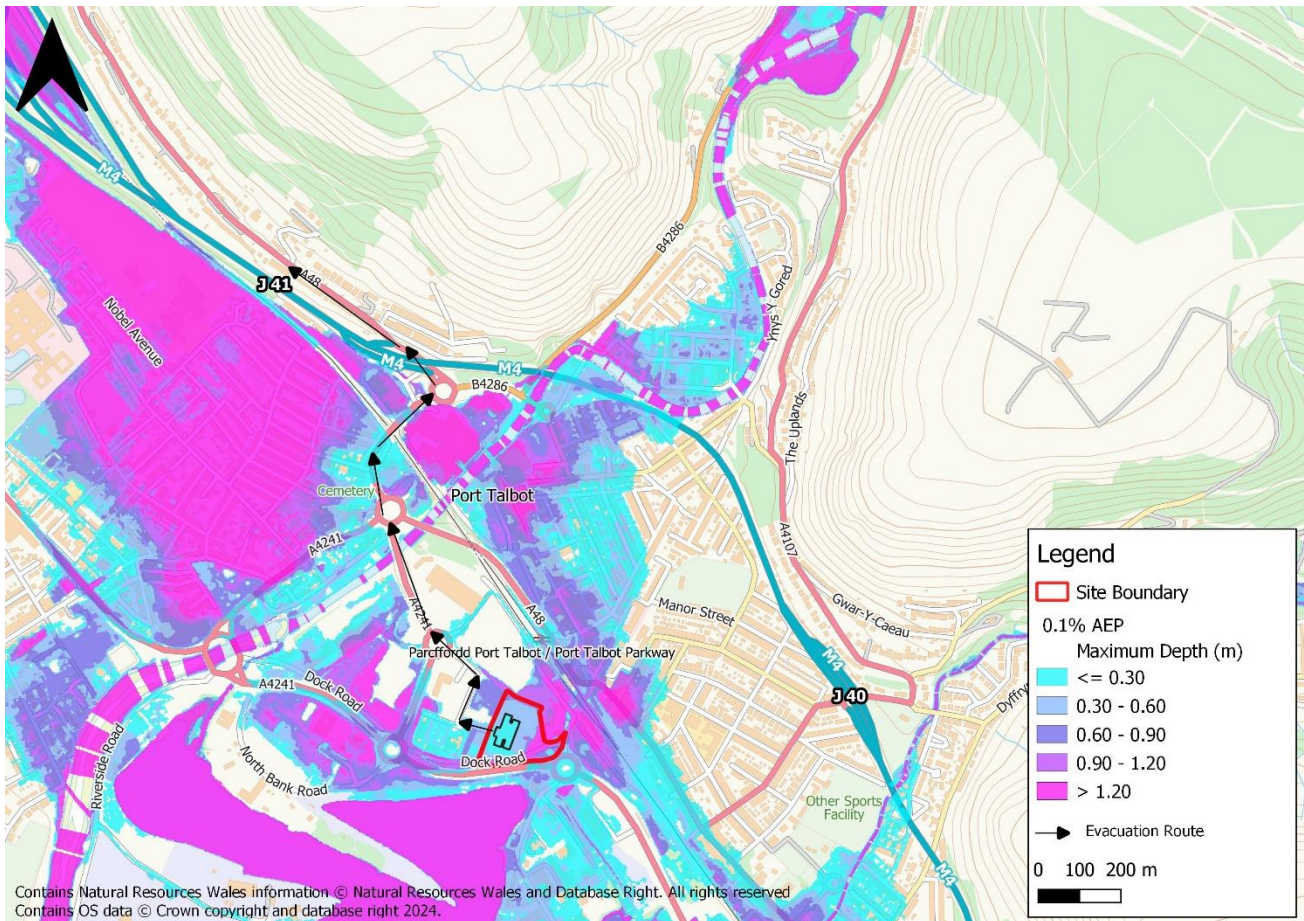 M4
M4
J 41
A48
Nobel Avenue
M4
M4
B4286
B4286
Ynys Y Gored
The Uplands
Cemetery
Port Talbot
A4241
A4241
A48
Manor Street
A4107
Gwar-Y-Caeau
Parcffordd Port Talbot / Port Talbot Parkway
A4241
Dock Road
Dock Road
North Bank Road
Riverside Road
M4
J 40
Other Sports
Facility
M4
Legend
Site Boundary
0.1% AEP
Maximum Depth (m)
<= 0.30
0.30 - 0.60
0.60 - 0.90
0.90 - 1.20
> 1.20
Evacuation Route
0 100 200 m
Contains Natural Resources Wales information © Natural Resources Wales and Database Right. All rights reserved
Contains OS data © Crown copyright and database right 2024.